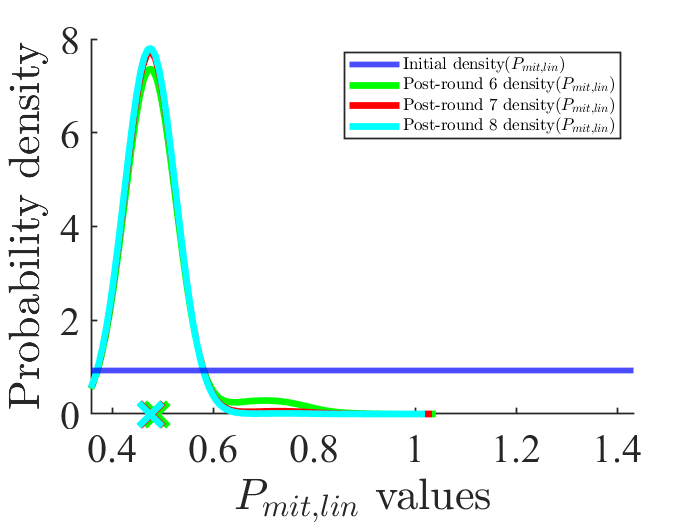 Probability density
8
6
4
2
0
Initial density(P_{mit,lin})
Post-round 6 density(P_{mit,lin})
Post-round 7 density(P_{mit,lin})
Post-round 8 density(P_{mit,lin})
0.4 0.6 0.8 1 1.2 1.4
P_{mit,lin} values